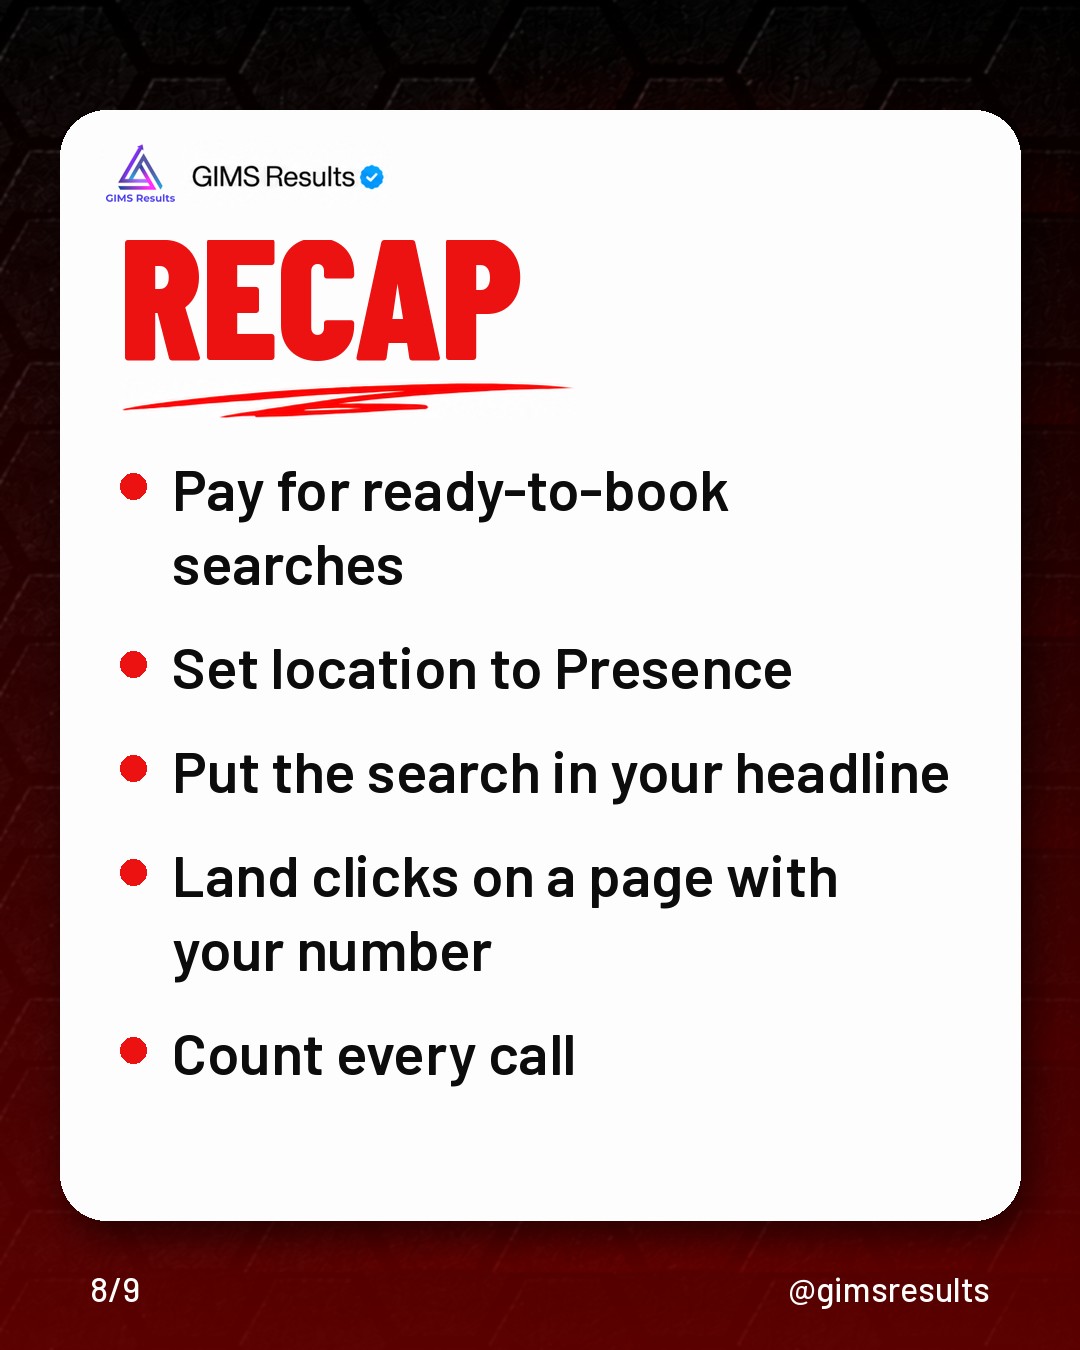 GIMS Results
GIMS Results
RECAP
Pay for ready-to-book
searches
Set location to Presence
Put the search in your headline
Land clicks on a page with
your number
Count every call
8/9
@gimsresults